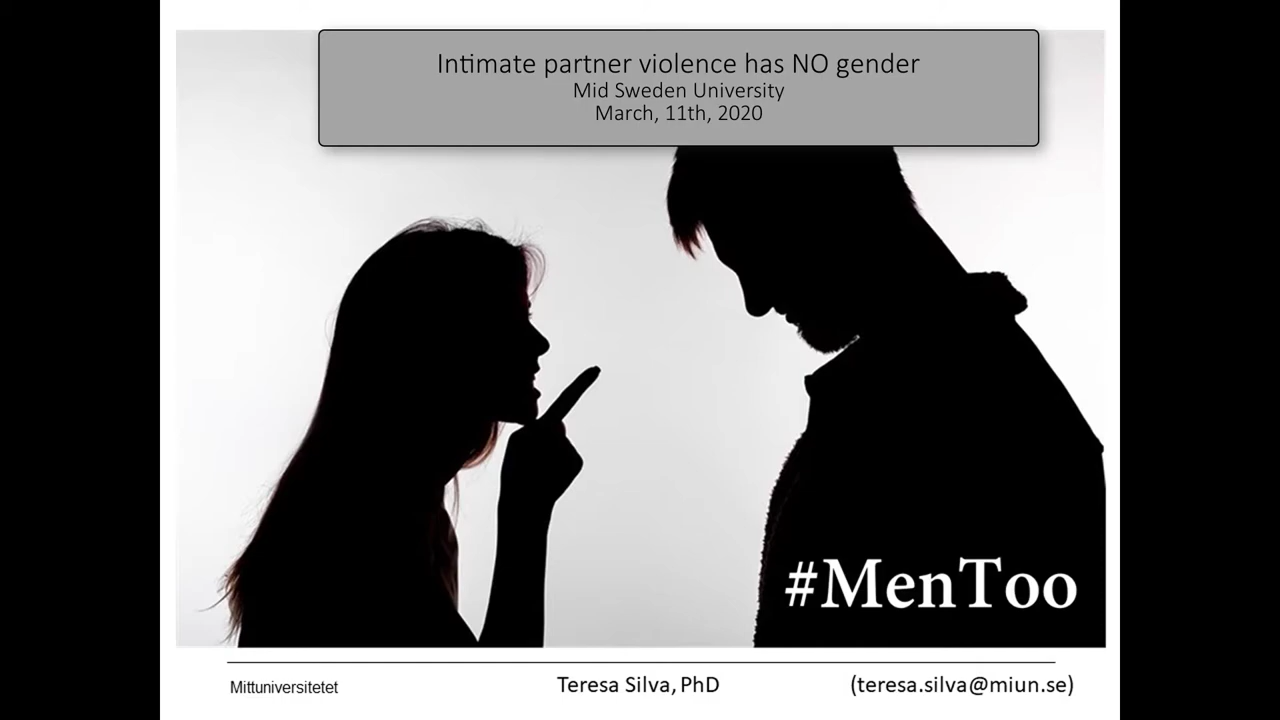 Intimate partner violence has NO gender
Mid Sweden University
March, 11th, 2020
#MenToo
Mittuniversitetet
Teresa Silva, PhD
(teresa.silva@miun.se)